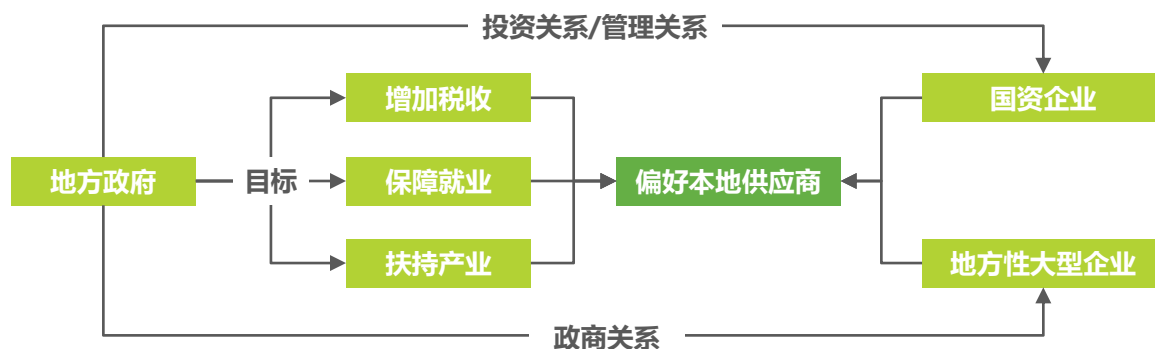 投资关系/管理关系
增加税收
国资企业
地方政府
目标
保障就业
偏好本地供应商
扶持产业
地方性大型企业
政商关系